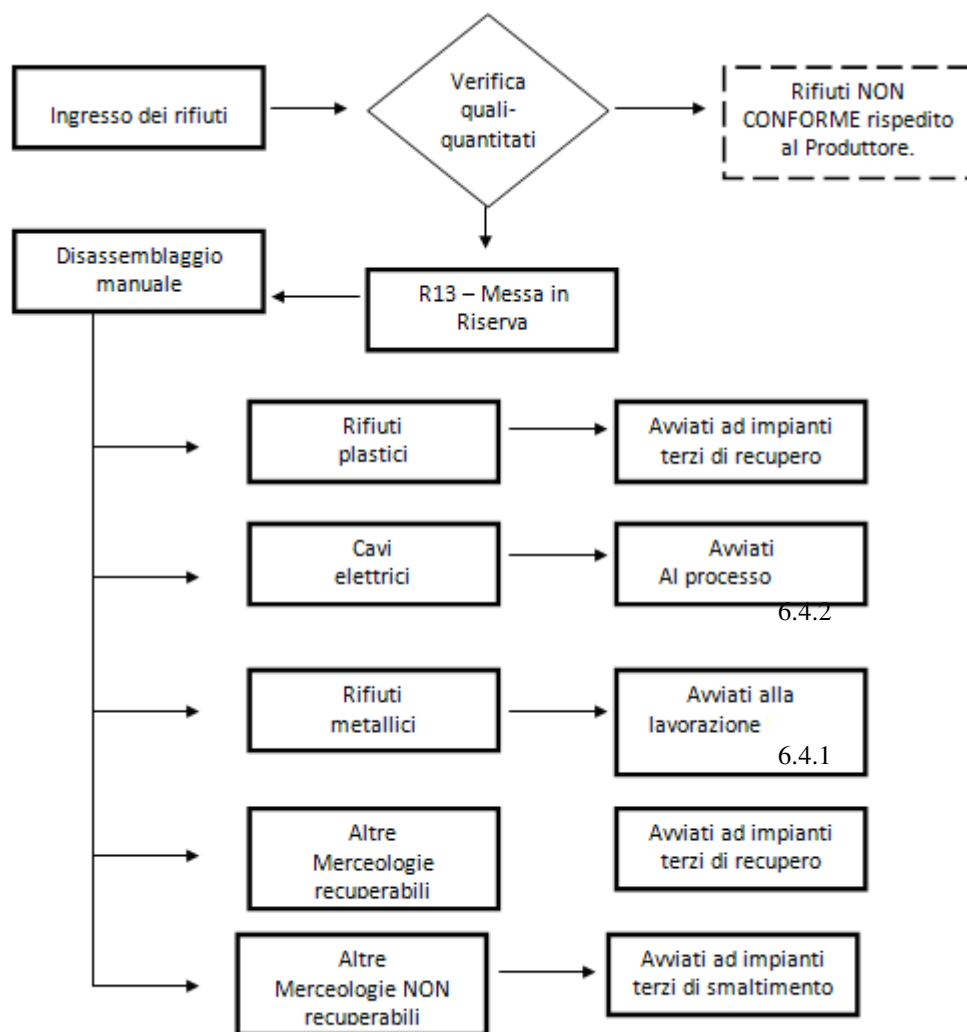 Ingresso dei rifiuti
Verifica
quali-
quantitati
Rifiuti NON
CONFORME rispedito
al Produttore.
Disassemblaggio
manuale
R13 – Messa in
Riserva
Rifiuti
plastici
Avviati ad impianti
terzi di recupero
Cavi
elettrici
Avviati
Al processo
6.4.2
Rifiuti
metallici
Avviati alla
lavorazione
6.4.1
Altre
Merceologie
recuperabili
Avviati ad impianti
terzi di recupero
Altre
Merceologie NON
recuperabili
Avviati ad impianti
terzi di smaltimento